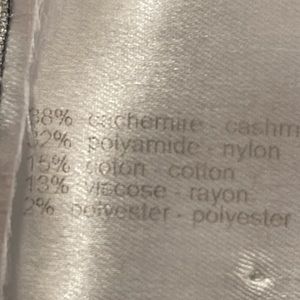 38% cachemire - cashm
32% polyamide - nylon
15% coton - cotton
13% viscose - rayon
2% polyester - polyester